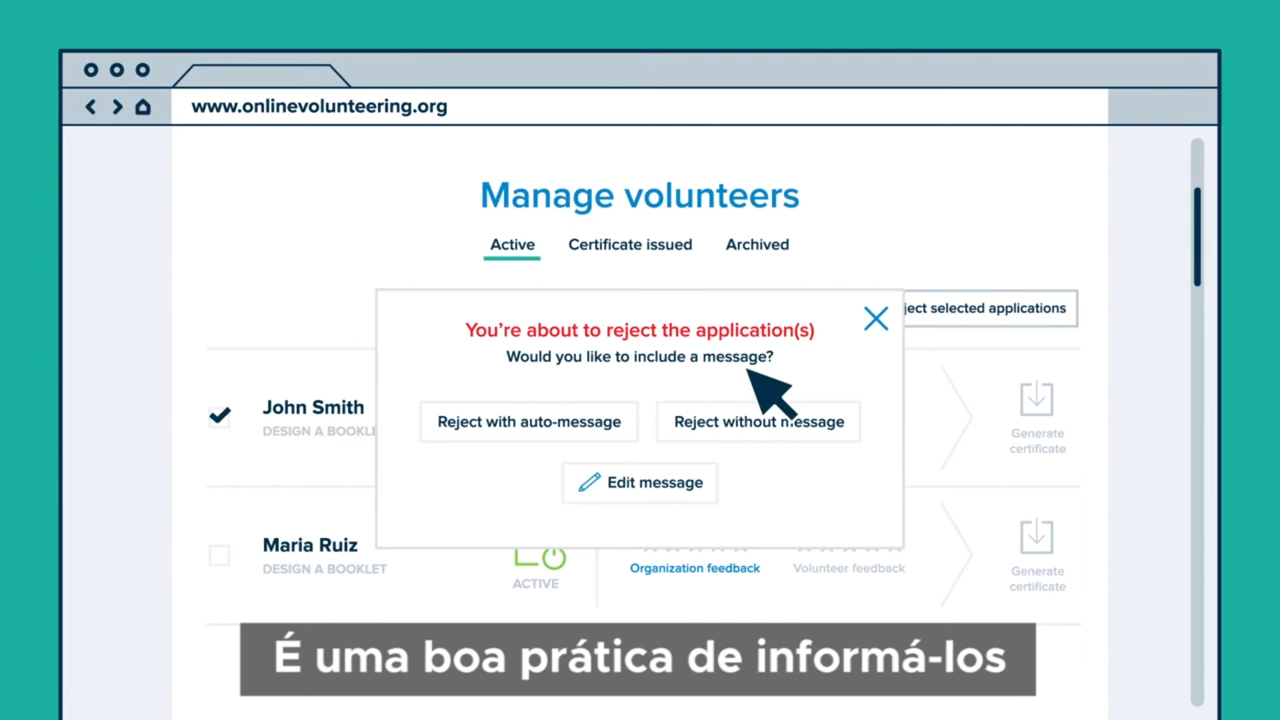 www.onlinevolunteering.org
Manage volunteers
Active Certificate issued Archived
ject selected applications
You're about to reject the application(s)
Would you like to include a message?
Reject with auto-message Reject without message
Edit message
John Smith
DESIGN A BOOKLE
Generate
certificate
Maria Ruiz
DESIGN A BOOKLET
ACTIVE
Organization feedback
Volunteer feedback
Generate
certificate
É uma boa prática de informá-los